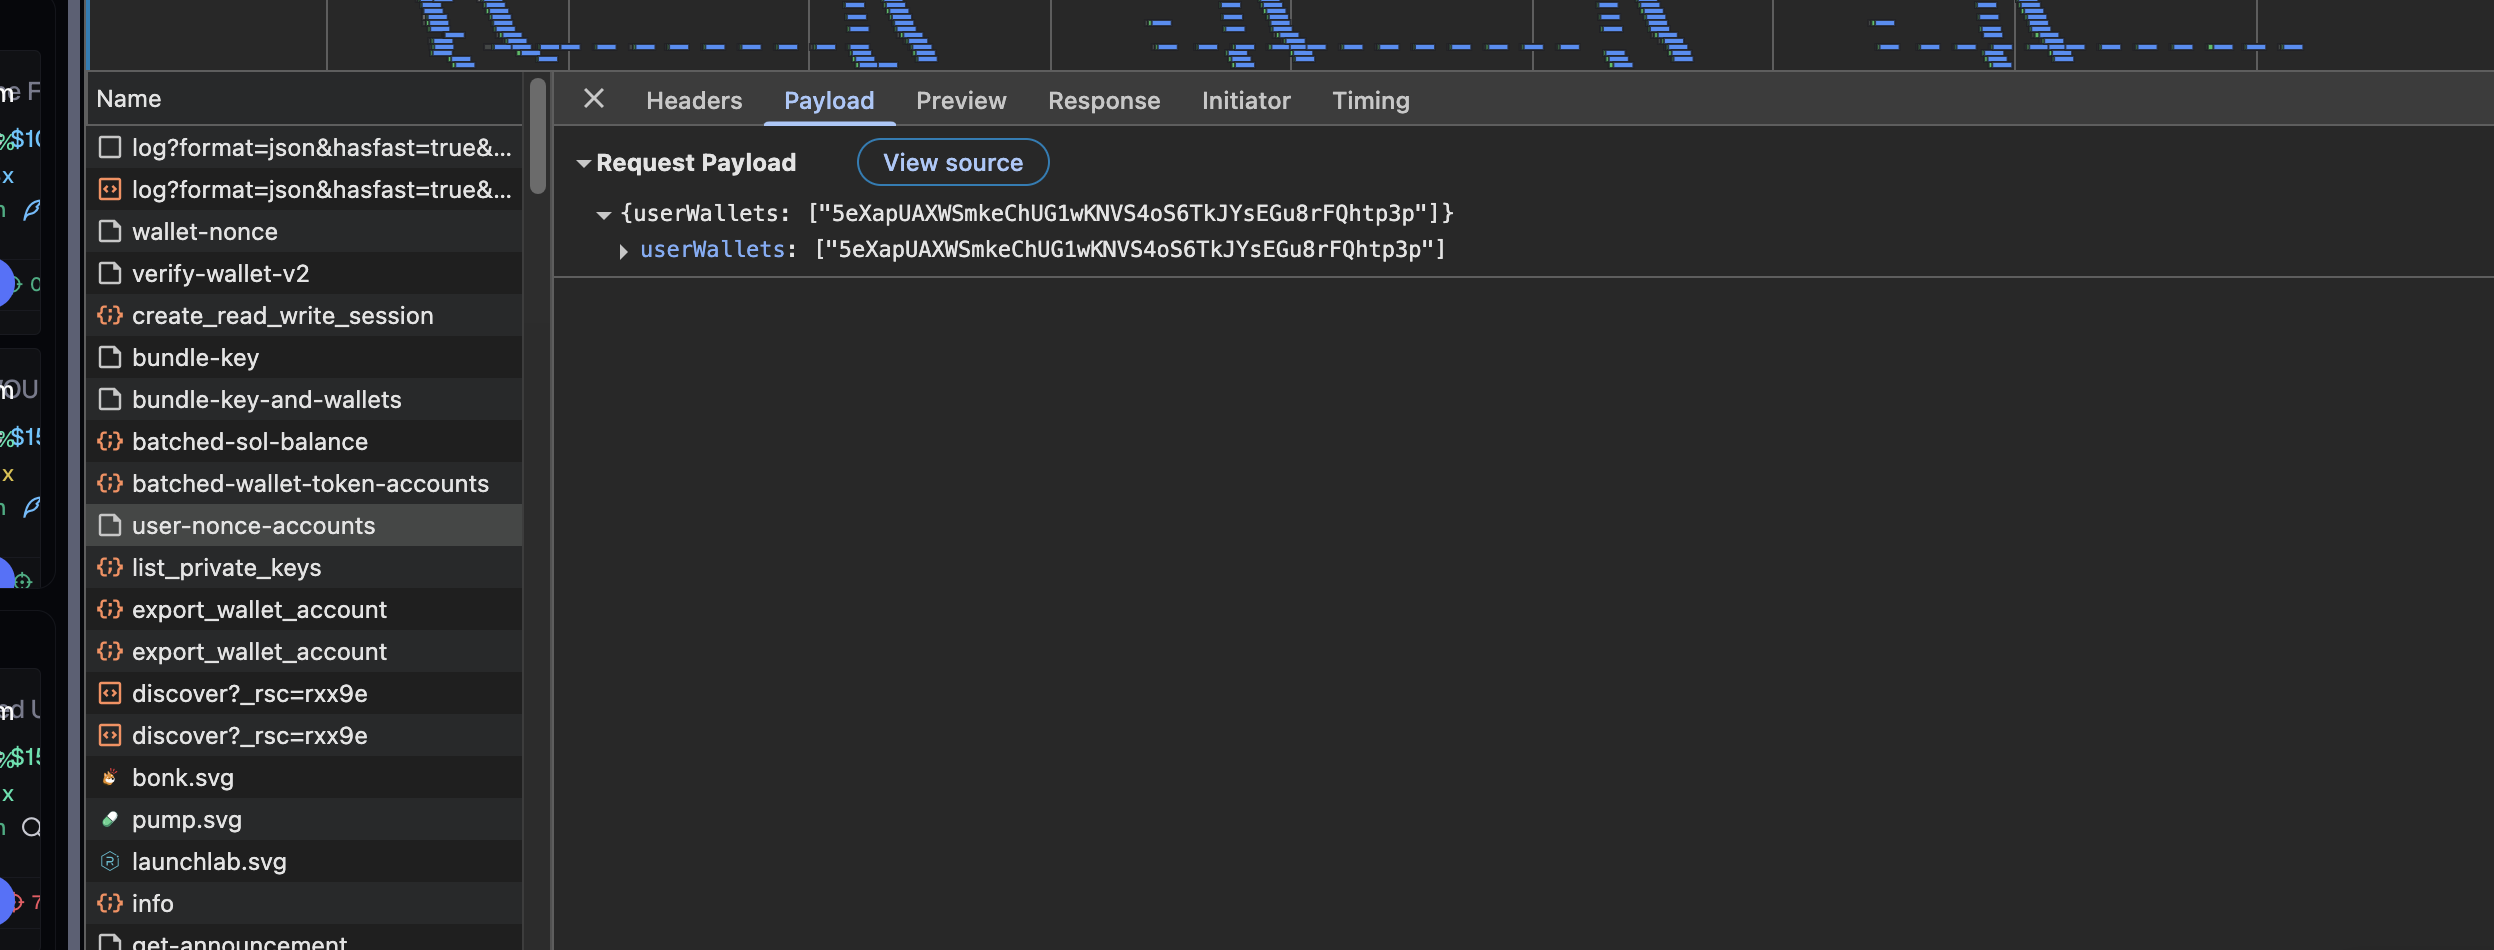 Name
log?format=json&hasfast=true&...
log?format=json&hasfast=true&...
wallet-nonce
verify-wallet-v2
create_read_write_session
bundle-key
bundle-key-and-wallets
batched-sol-balance
batched-wallet-token-accounts
user-nonce-accounts
list_private_keys
export_wallet_account
export_wallet_account
discover?_rsc=rxx9e
discover?_rsc=rxx9e
bonk.svg
pump.svg
launchlab.svg
info
get-announcement
Headers Payload Preview Response Initiator Timing
Request Payload View source
{userWallets: ["5eXapUAXWSmkeChUG1wKNVS4oS6TkJYsEGu8rFQhtp3p"]}
userWallets: ["5eXapUAXWSmkeChUG1wKNVS4oS6TkJYsEGu8rFQhtp3p"]